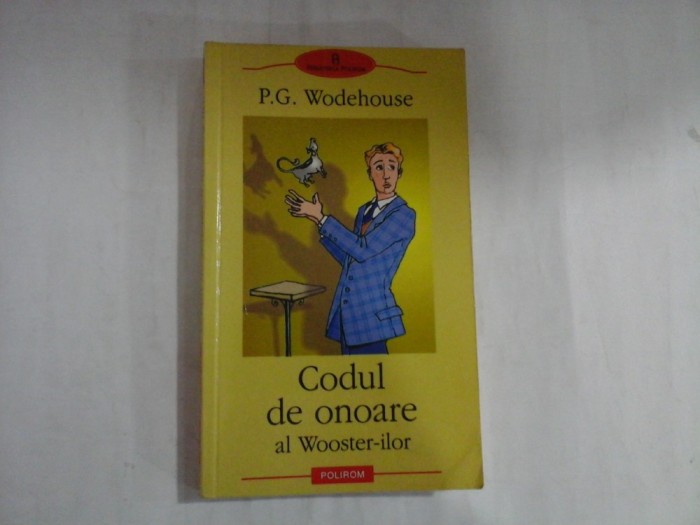 P.G. Wodehouse
Codul
de onoare
al Wooster-ilor
POLIROM